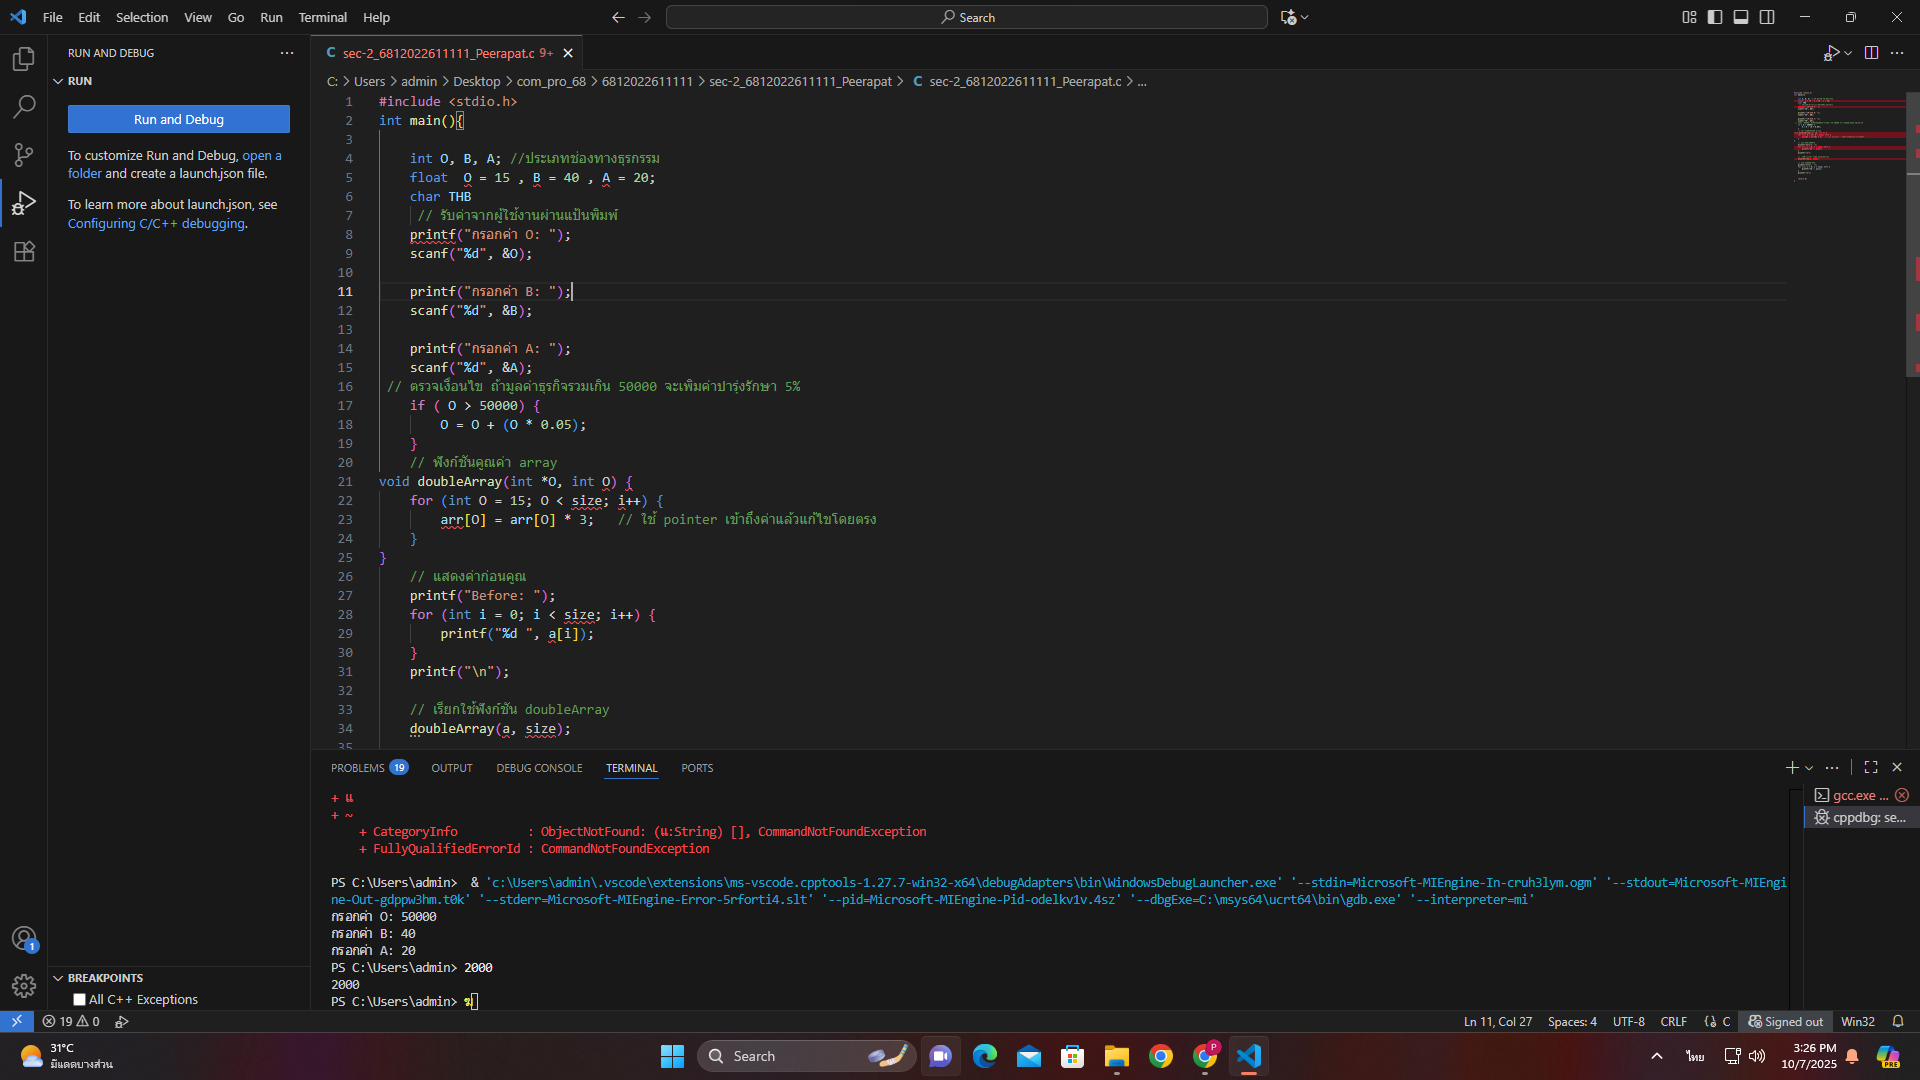 File Edit Selection View Go Run Terminal Help
Search
RUN AND DEBUG
RUN
Run and Debug
To customize Run and Debug, open a
folder and create a launch.json file.
To learn more about launch.json, see
Configuring C/C++ debugging.
BREAKPOINTS
All C++ Exceptions
C sec-2_6812022611111_Peerapat.c 9+
C: > Users > admin > Desktop > com_pro_68 > 6812022611111 > sec-2_6812022611111_Peerapat > C sec-2_6812022611111_Peerapat.c > ...
1 #include <stdio.h>
2 int main(){
3
4 int O, B, A; //ประเภทช่องทางธุรกรรม
5 float  O = 15 , B = 40 , A = 20;
6 char THB
7 // รับค่าจากผู้ใช้งานผ่านแป้นพิมพ์
8 printf("กรอกค่า O: ");
9 scanf("%d", &O);
10
11 printf("กรอกค่า B: ");
12 scanf("%d", &B);
13
14 printf("กรอกค่า A: ");
15 scanf("%d", &A);
16 // ตรวจเงื่อนไข ถ้ามูลค่าธุรกิจรวมเกิน 50000 จะเพิ่มค่าบำรุ่งรักษา 5%
17 if ( O > 50000) {
18 O = O + (O * 0.05);
19 }
20 // ฟังก์ชันคูณค่า array
21 void doubleArray(int *O, int O) {
22 for (int O = 15; O < size; i++) {
23 arr[O] = arr[O] * 3;   // ใช้ pointer เข้าถึงค่าแล้วแก้ไขโดยตรง
24 }
25 }
26 // แสดงค่าก่อนคูณ
27 printf("Before: ");
28 for (int i = 0; i < size; i++) {
29 printf("%d ", a[i]);
30 }
31 printf("\n");
32
33 // เรียกใช้ฟังก์ชัน doubleArray
34 doubleArray(a, size);
35
PROBLEMS 19 OUTPUT DEBUG CONSOLE TERMINAL PORTS
+ แ
+ ~
+ CategoryInfo          : ObjectNotFound: (แ:String) [], CommandNotFoundException
+ FullyQualifiedErrorId : CommandNotFoundException
PS C:\Users\admin>  & 'c:\Users\admin\.vscode\extensions\ms-vscode.cpptools-1.27.7-win32-x64\debugAdapters\bin\WindowsDebugLauncher.exe' '--stdin=Microsoft-MIEngine-In-cruh3lym.ogm' '--stdout=Microsoft-MIEngi
ne-Out-gdppw3hm.t0k' '--stderr=Microsoft-MIEngine-Error-5rforti4.slt' '--pid=Microsoft-MIEngine-Pid-odelkv1v.4sz' '--dbgExe=C:\msys64\ucrt64\bin\gdb.exe' '--interpreter=mi'
กรอกค่า O: 50000
กรอกค่า B: 40
กรอกค่า A: 20
PS C:\Users\admin> 2000
2000
PS C:\Users\admin>
gcc.exe ...
cppdbg: se...
19 0
Ln 11, Col 27 Spaces: 4 UTF-8 CRLF {} C Signed out Win32
31°C
มีแดดบางส่วน
Search
ไทย
3:26 PM
10/7/2025